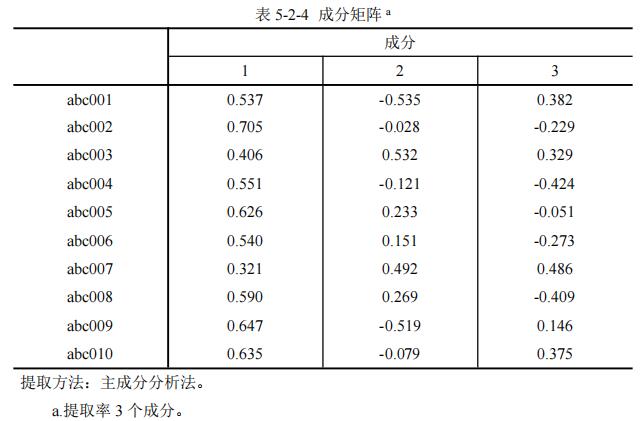 表 5-2-4 成分矩阵 a
成分
1 2 3
abc001 0.537 -0.535 0.382
abc002 0.705 -0.028 -0.229
abc003 0.406 0.532 0.329
abc004 0.551 -0.121 -0.424
abc005 0.626 0.233 -0.051
abc006 0.540 0.151 -0.273
abc007 0.321 0.492 0.486
abc008 0.590 0.269 -0.409
abc009 0.647 -0.519 0.146
abc010 0.635 -0.079 0.375
提取方法：主成分分析法。
a.提取率 3 个成分。